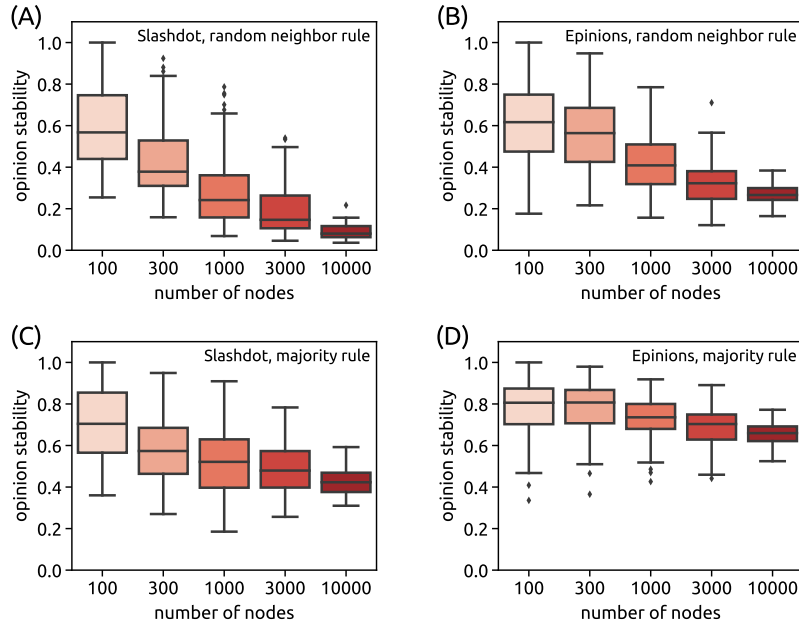 (A)
Slashdot, random neighbor rule
opinion stability
1.0
0.8
0.6
0.4
0.2
0.0
100 300 1000 3000 10000
number of nodes
(B)
Epinions, random neighbor rule
opinion stability
1.0
0.8
0.6
0.4
0.2
0.0
100 300 1000 3000 10000
number of nodes
(C)
Slashdot, majority rule
opinion stability
1.0
0.8
0.6
0.4
0.2
0.0
100 300 1000 3000 10000
number of nodes
(D)
Epinions, majority rule
opinion stability
1.0
0.8
0.6
0.4
0.2
0.0
100 300 1000 3000 10000
number of nodes